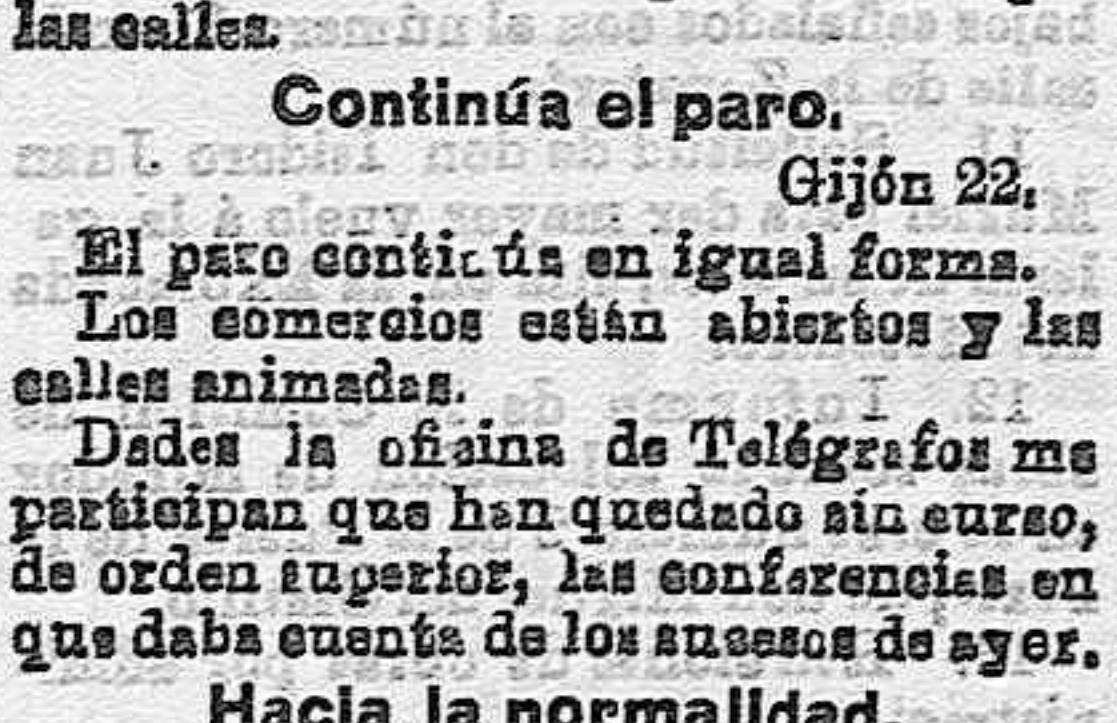 las calles.
Continúa el paro.
Gijón 22.
El paro continúa en igual forma.
Los comercios están abiertos y las
calles animadas.
Dedes la oficina de Telégrafos me
participan que han quedado sin curso,
de orden superior, las conferencias en
que daba cuenta de los sucesos de ayer.
Hacia la normalidad.